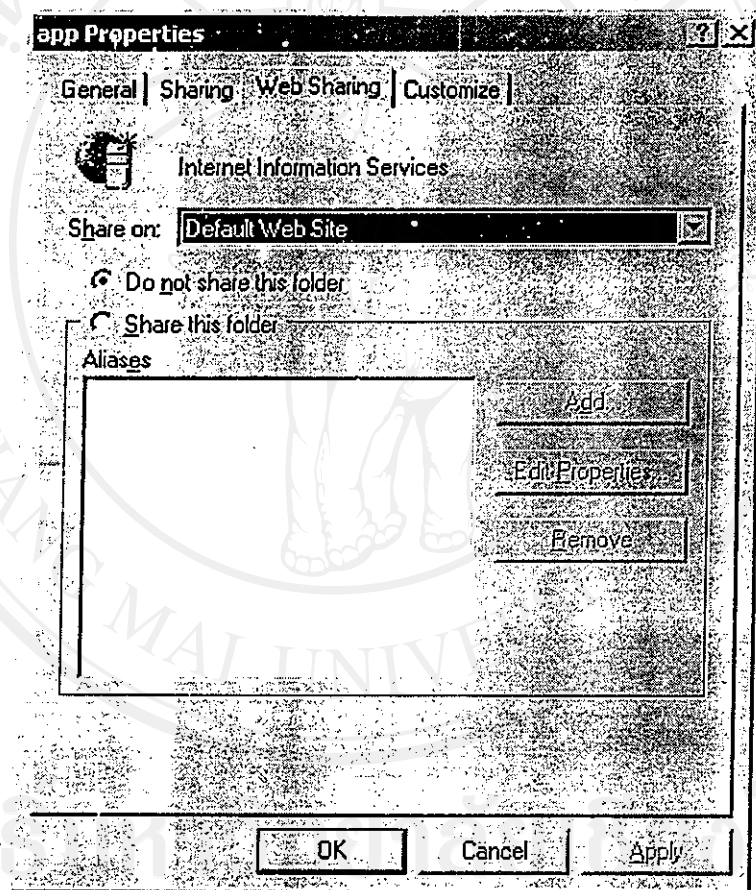 app Properties
General Sharing Web Sharing Customize
Internet Information Services
Share on: Default Web Site
Do not share this folder
Share this folder
Aliases
Add...
Edit Properties...
Remove
OK Cancel Apply